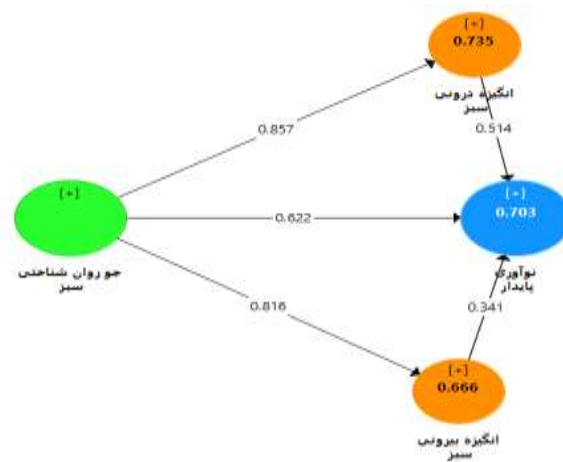 [+]
0.735
انگیزه درونی
سبز
0.857
0.514
[+]
[+]
0.703
0.622
جو روان شناختی
سبز
نوآوری
پایدار
0.816
0.341
[+]
0.666
انگیزه بیرونی
سبز